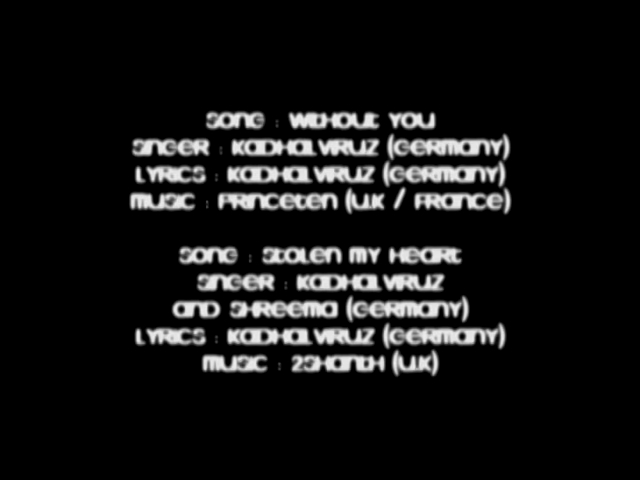 SONG : WITHOUT YOU
SINGER : KADHALVIRUZ (GERMANY)
LYRICS : KADHALVIRUZ (GERMANY)
MUSIC : PRINCETEN (U.K / FRANCE)
SONG : STOLEN MY HEART
SINGER : KADHALVIRUZ
AND SHREEMA (GERMANY)
LYRICS : KADHALVIRUZ (GERMANY)
MUSIC : 2SHANTH (U.K)